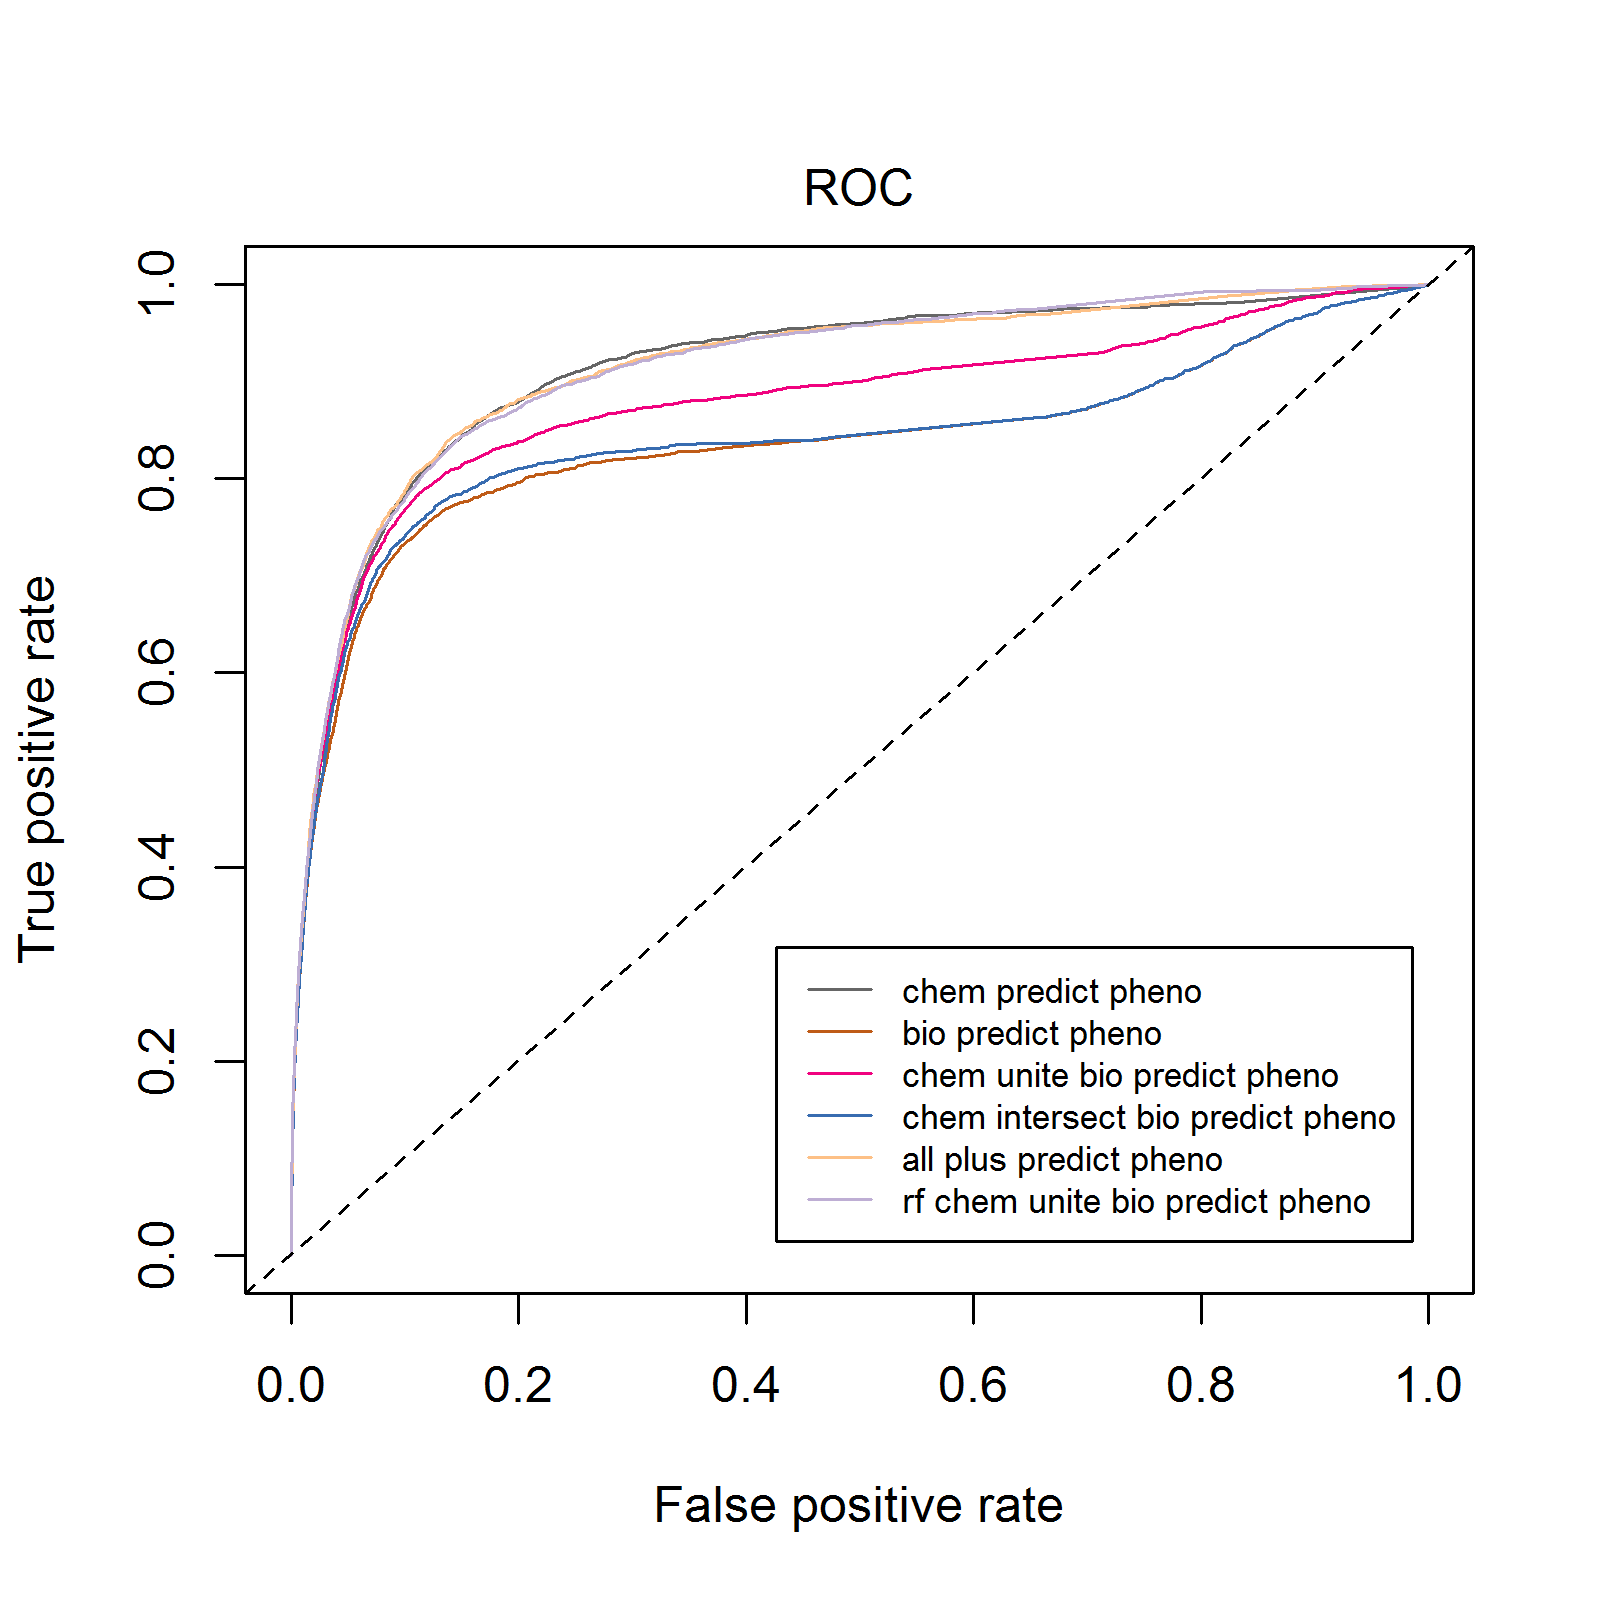 ROC
1.0
0.8
0.6
0.4
0.2
0.0
True positive rate
chem predict pheno
bio predict pheno
chem unite bio predict pheno
chem intersect bio predict pheno
all plus predict pheno
rf chem unite bio predict pheno
0.0 0.2 0.4 0.6 0.8 1.0
False positive rate